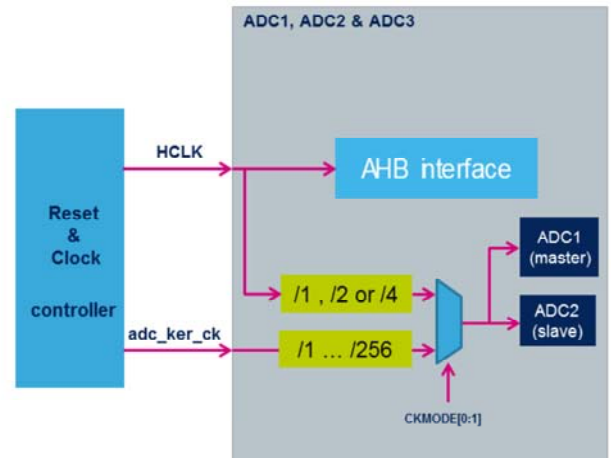 ADC1, ADC2 & ADC3
HCLK
AHB interface
Reset
&
Clock
controller
ADC1
(master)
/1 , /2 or /4
ADC2
(slave)
adc_ker_ck
/1 ... /256
CKMODE[0:1]